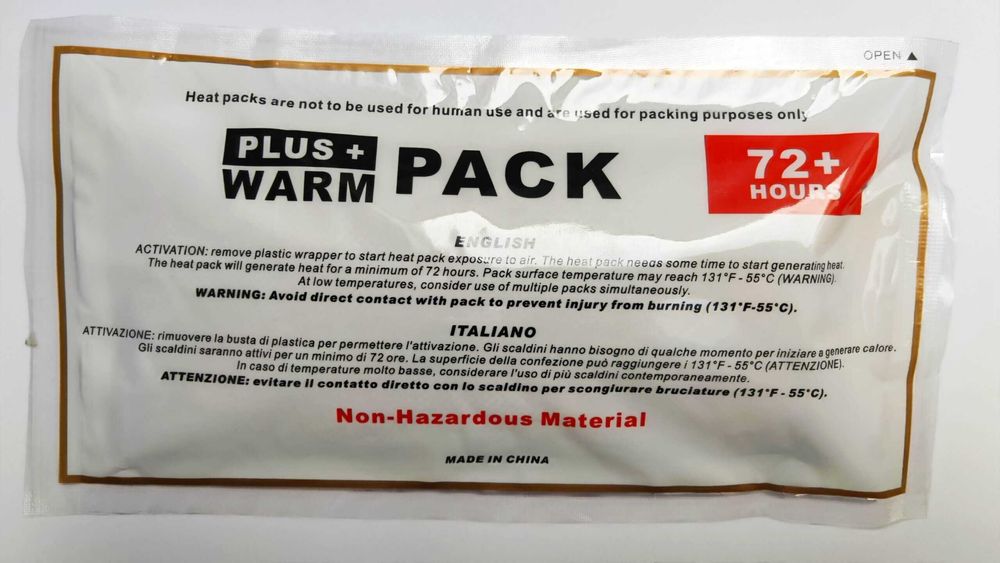 OPEN ▲
Heat packs are not to be used for human use and are used for packing purposes only
PLUS +
WARM PACK
72+
HOURS
ENGLISH
ACTIVATION: remove plastic wrapper to start heat pack exposure to air. The heat pack needs some time to start generating heat.
The heat pack will generate heat for a minimum of 72 hours. Pack surface temperature may reach 131°F - 55°C (WARNING).
At low temperatures, consider use of multiple packs simultaneously.
WARNING: Avoid direct contact with pack to prevent injury from burning (131°F-55°C).
ITALIANO
ATTIVAZIONE: rimuovere la busta di plastica per permettere l'attivazione. Gli scaldini hanno bisogno di qualche momento per iniziare a generare calore.
Gli scaldini saranno attivi per un minimo di 72 ore. La superficie della confezione può raggiungere i 131°F - 55°C (ATTENZIONE).
In caso di temperature molto basse, considerare l'uso di più scaldini contemporaneamente.
ATTENZIONE: evitare il contatto diretto con lo scaldino per scongiurare bruciature (131°F - 55°C).
Non-Hazardous Material
MADE IN CHINA